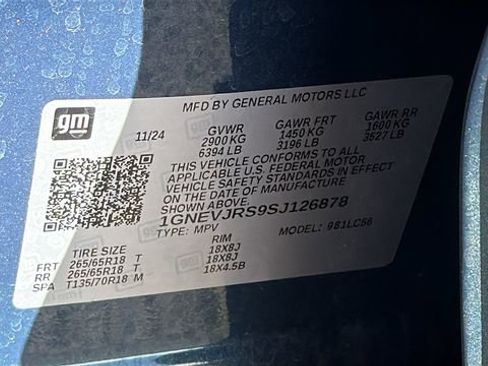 MFD BY GENERAL MOTORS LLC
gm
11/24 GVWR GAWR FRT GAWR RR
2900 KG 1450 KG 1600 KG
6394 LB 3196 LB 3527 LB
THIS VEHICLE CONFORMS TO ALL
APPLICABLE U.S. FEDERAL MOTOR
VEHICLE SAFETY STANDARDS IN EFFECT
ON THE DATE OF MANUFACTURE
SHOWN ABOVE.
1GNEVJRS9SJ126878
TYPE: MPV MODEL: 9B1LC56
TIRE SIZE RIM
FRT 265/65R18 T 18X8J
RR 265/65R18 T 18X8J
SPA T135/70R18 M 18X4.5B